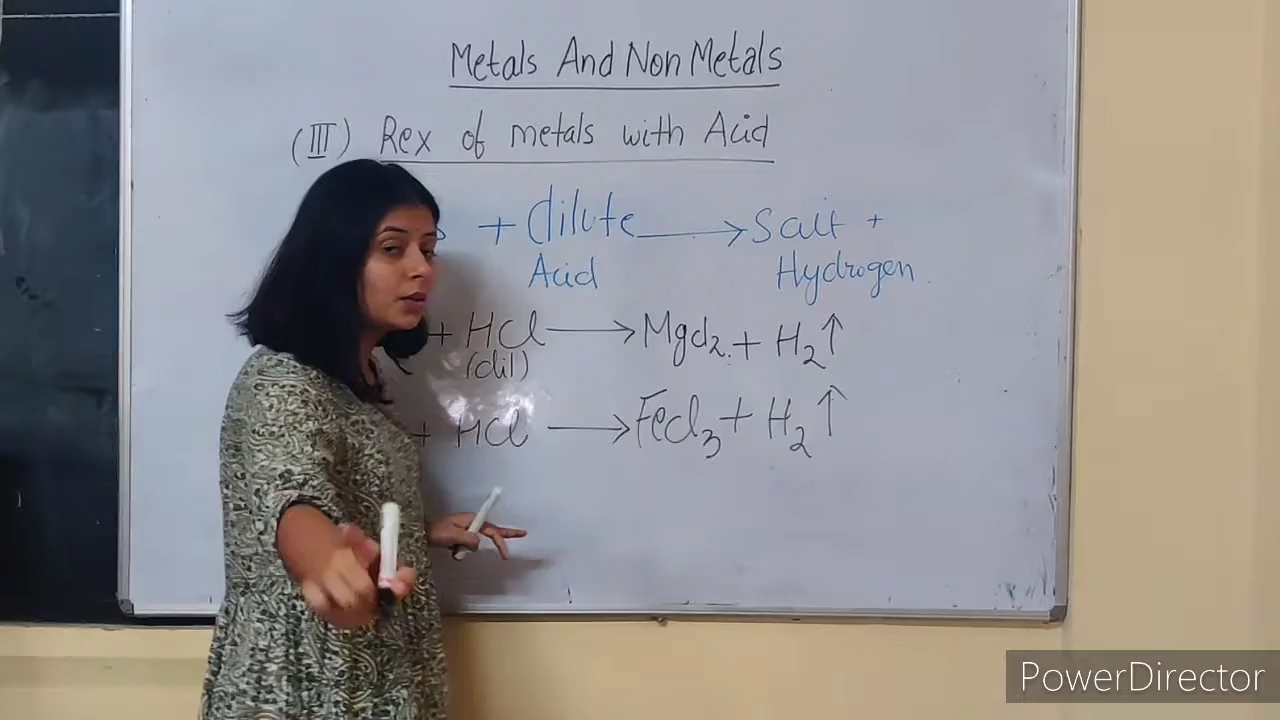 Metals And Non Metals
(III) Rex of metals with Acid
+ dilute → Salt +
Acid Hydrogen.
+ HCl → MgCl2 + H2↑
(dil)
+ HCl → FeCl3 + H2↑
PowerDirector